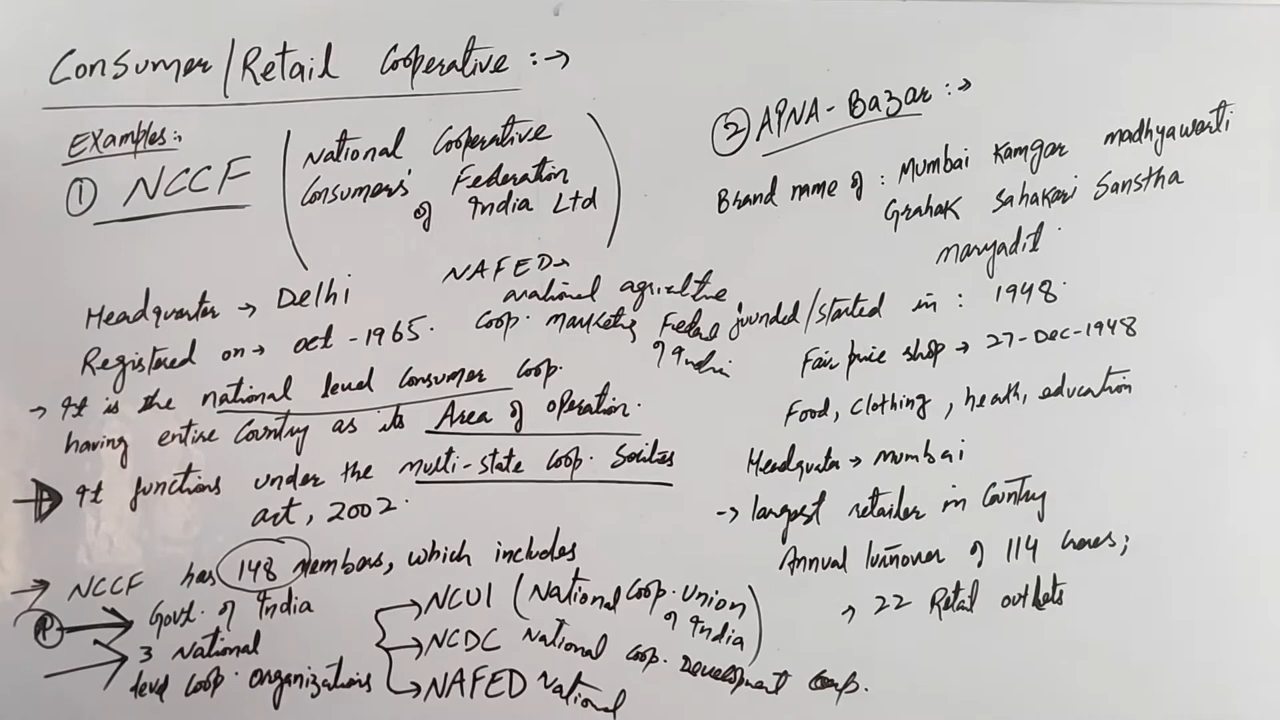 Consumer/Retail Cooperative :→
Examples:
① NCCF
(National Cooperative
Consumers' Federation
of India Ltd)
Headquarter → Delhi
Registered on → oct - 1965.
NAFED→
national agricultue
coop. marketing Federal
of India
→ It is the national level Consumer Coop.
having entire Country as its Area of operation.
→ It functions under the multi-state Coop. Societies
act, 2002.
→ NCCF has 148 members, which includes
→ Govt. of India
→ 3 National
level Coop. organizations
→ NCUI (National Coop. Union
of India)
→ NCDC National Coop. Development Corp.
→ NAFED National
② APNA-Bazar :→
Brand name of : Mumbai Kamgar madhyawarti
Grahak Sahakari Sanstha
maryadit
founded/started in : 1948.
Fair price shop → 27-Dec-1948
Food, Clothing, heath, education
Headquater → mumbai
→ largest retailer in Country
Annual turnover of 114 crores;
→ 22 Retail outlets